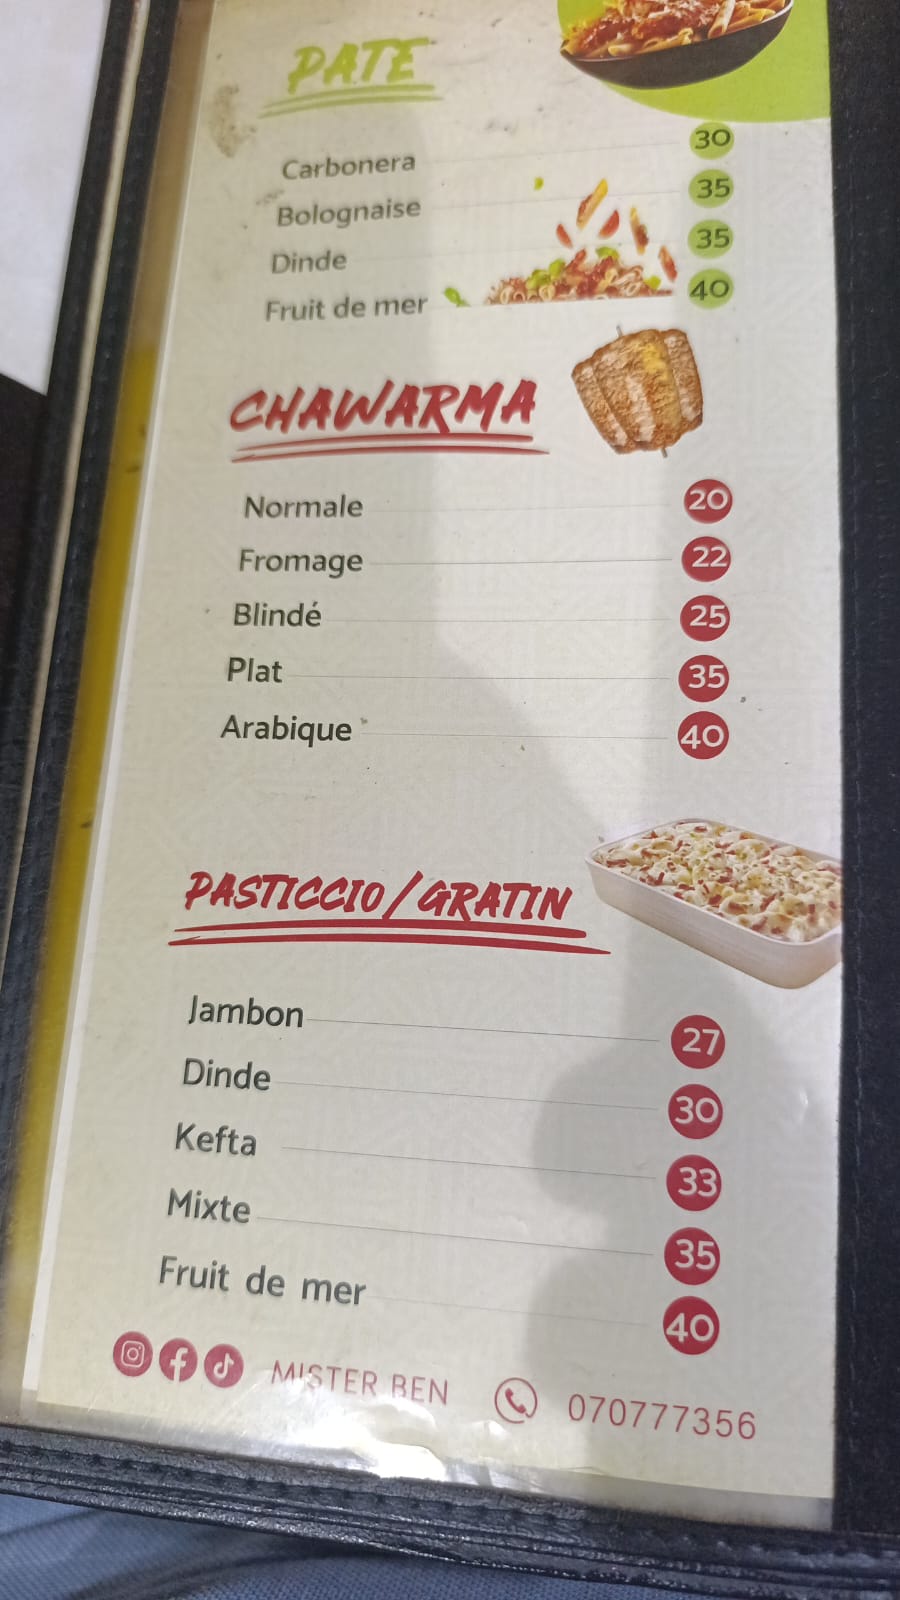 PATE
Carbonera 30
Bolognaise 35
Dinde 35
Fruit de mer 40
CHAWARMA
Normale 20
Fromage 22
Blindé 25
Plat 35
Arabique 40
PASTICCIO / GRATIN
Jambon 27
Dinde 30
Kefta 33
Mixte 35
Fruit de mer 40
MISTER BEN 070777356